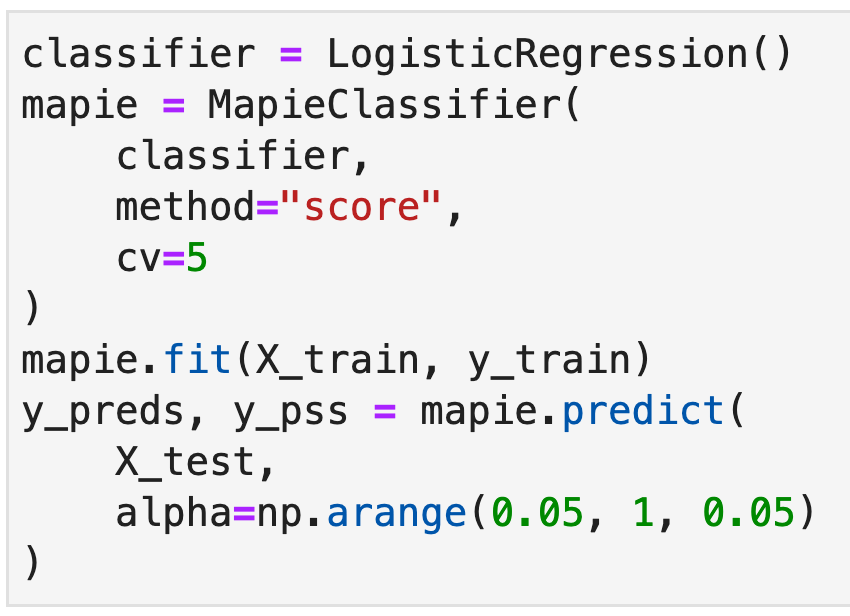 classifier = LogisticRegression()
mapie = MapieClassifier(
    classifier,
    method="score",
    cv=5
)
mapie.fit(X_train, y_train)
y_preds, y_pss = mapie.predict(
    X_test,
    alpha=np.arange(0.05, 1, 0.05)
)